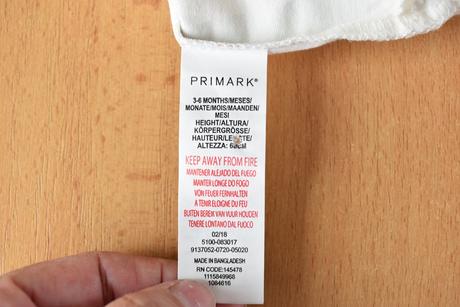 PRIMARK®
3-6 MONTHS/MESES/
MONATE/MOIS/MAANDEN/
MESI
HEIGHT/ALTURA/
KÖRPERGRÖSSE/
ALTEZZA:
KEEP AWAY FROM FIRE
MANTENER ALEJADO DEL FUEGO
MANTER LONGE DO FOGO
VON FEUER FERNHALTEN
A TENIR ELOIGNE DU FEU
BUITEN BEREIK VAN VUUR HOUDEN
TENERE LONTANO DAL FUOCO
02/18
5100-083017
9137052-0720-05020
MADE IN BANGLADESH
RN CODE:145478
1115849968
1084616